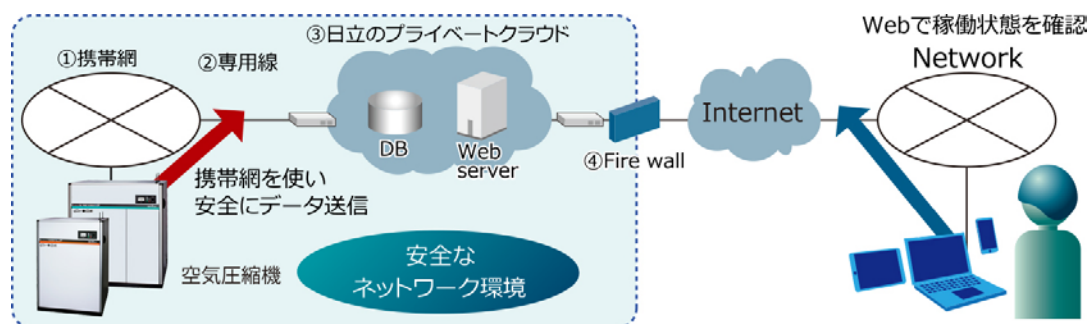 ③日立のプライベートクラウド
Webで稼働状態を確認
Network
①携帯網
②専用線
Internet
DB
Web
server
④Fire wall
携帯網を使い
安全にデータ送信
空気圧縮機
安全な
ネットワーク環境